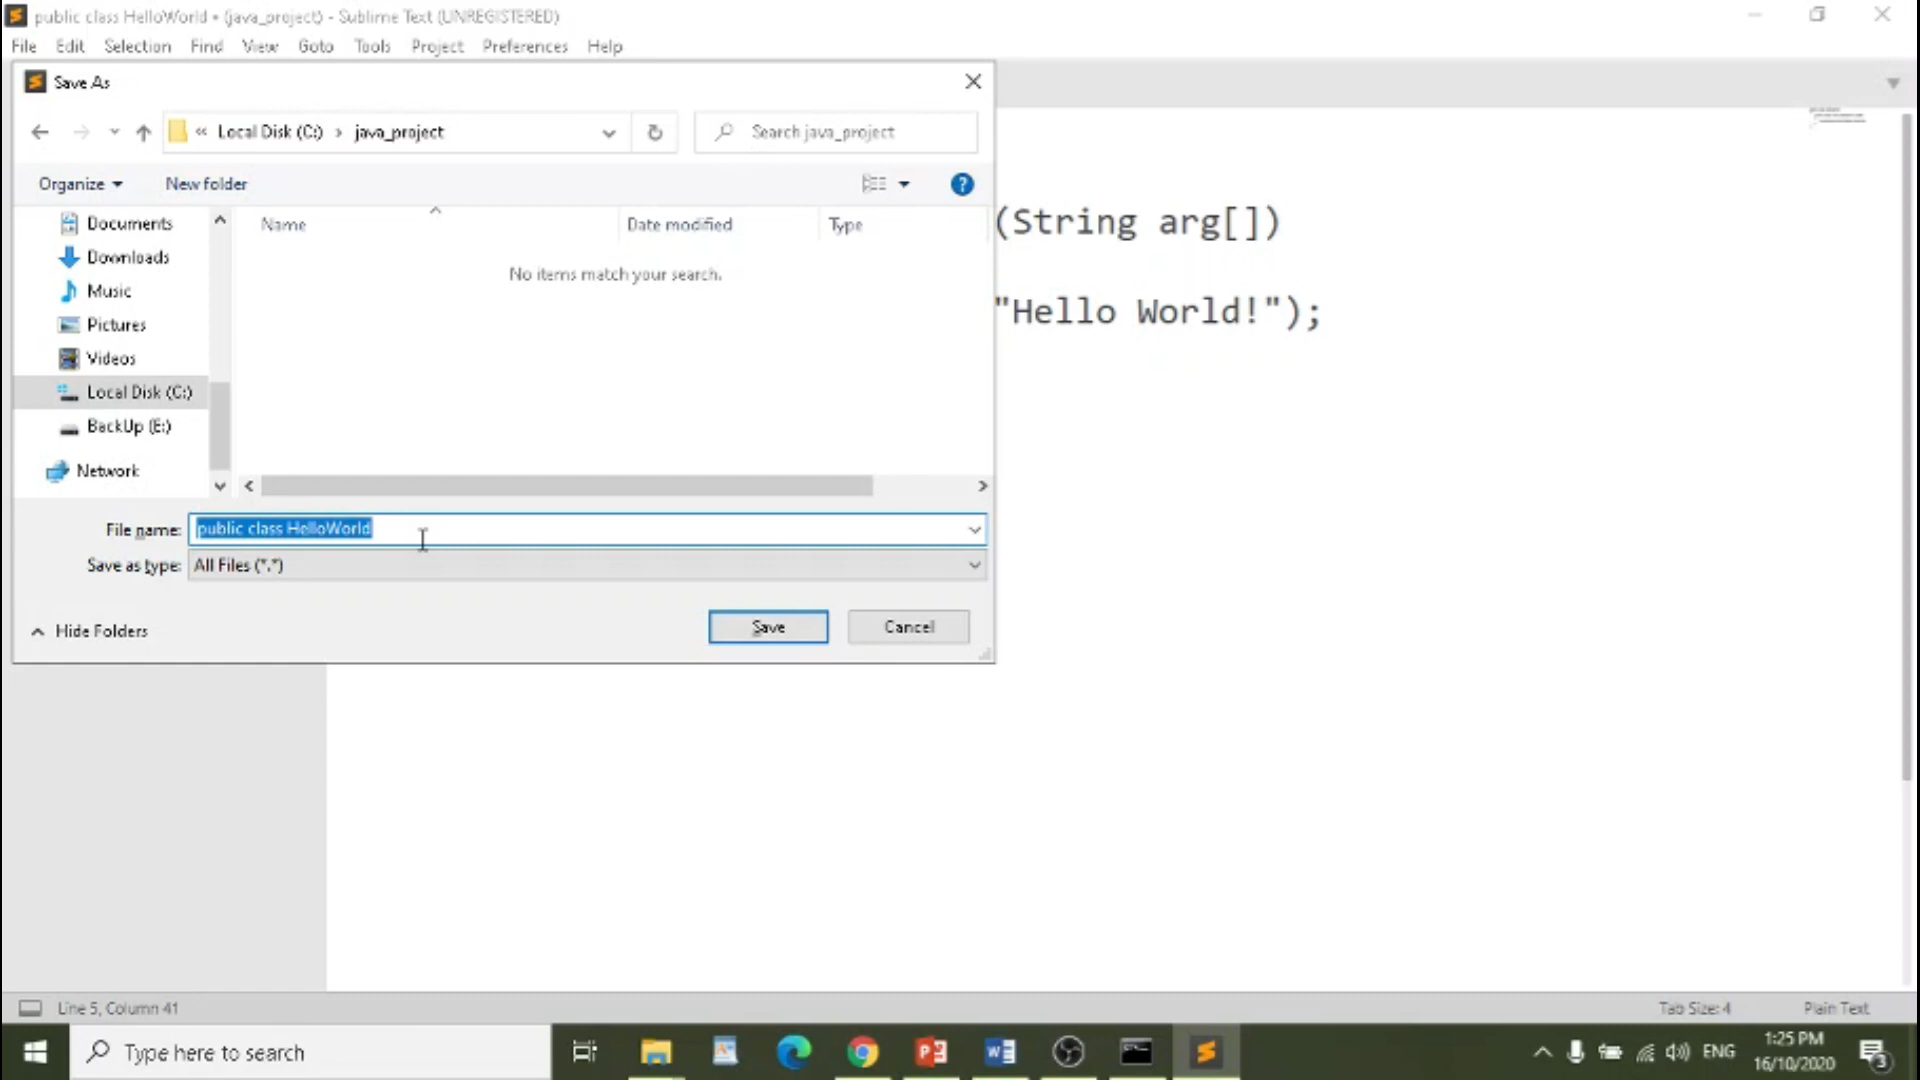 public class HelloWorld • (java_project) - Sublime Text (UNREGISTERED)
File Edit Selection Find View Goto Tools Project Preferences Help
Save As
« Local Disk (C:) › java_project
Search java_project
Organize New folder
Documents
Downloads
Music
Pictures
Videos
Local Disk (C:)
BackUp (E:)
Network
Name Date modified Type
No items match your search.
(String arg[])
"Hello World!");
File name: public class HelloWorld
Save as type: All Files (*.*)
Hide Folders
Save Cancel
Line 5, Column 41 Tab Size: 4 Plain Text
Type here to search
ENG
1:25 PM
16/10/2020
3